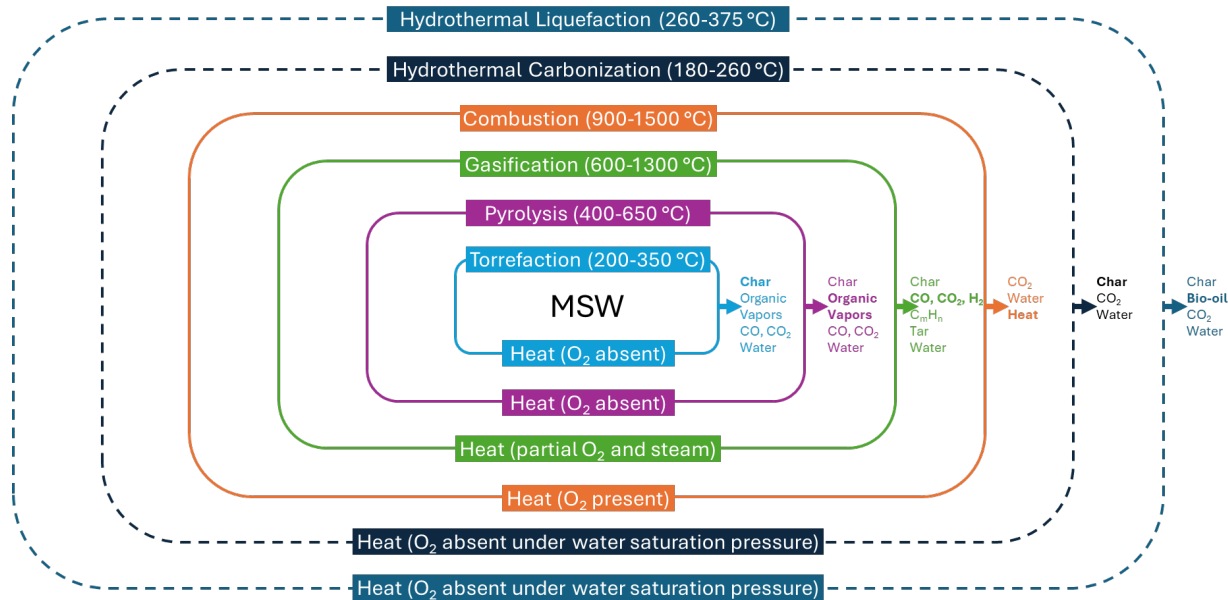 Hydrothermal Liquefaction (260-375 °C)
Hydrothermal Carbonization (180-260 °C)
Combustion (900-1500 °C)
Gasification (600-1300 °C)
Pyrolysis (400-650 °C)
Torrefaction (200-350 °C)
MSW
Heat (O₂ absent)
Heat (O₂ absent)
Heat (partial O₂ and steam)
Heat (O₂ present)
Heat (O₂ absent under water saturation pressure)
Heat (O₂ absent under water saturation pressure)
Char
Organic
Vapors
CO, CO₂
Water
Char
Organic
Vapors
CO, CO₂
Water
Char
CO, CO₂, H₂
CₘHₙ
Tar
Water
CO₂
Water
Heat
Char
CO₂
Water
Char
Bio-oil
CO₂
Water